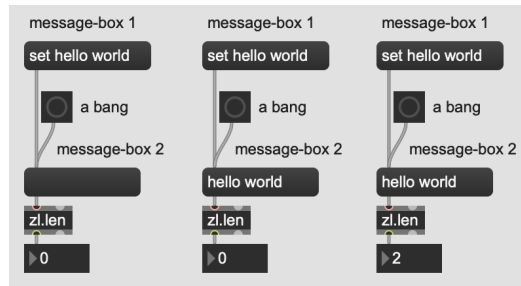 message-box 1
set hello world
a bang
message-box 2
zl.len
0
message-box 1
set hello world
a bang
message-box 2
hello world
zl.len
0
message-box 1
set hello world
a bang
message-box 2
hello world
zl.len
2